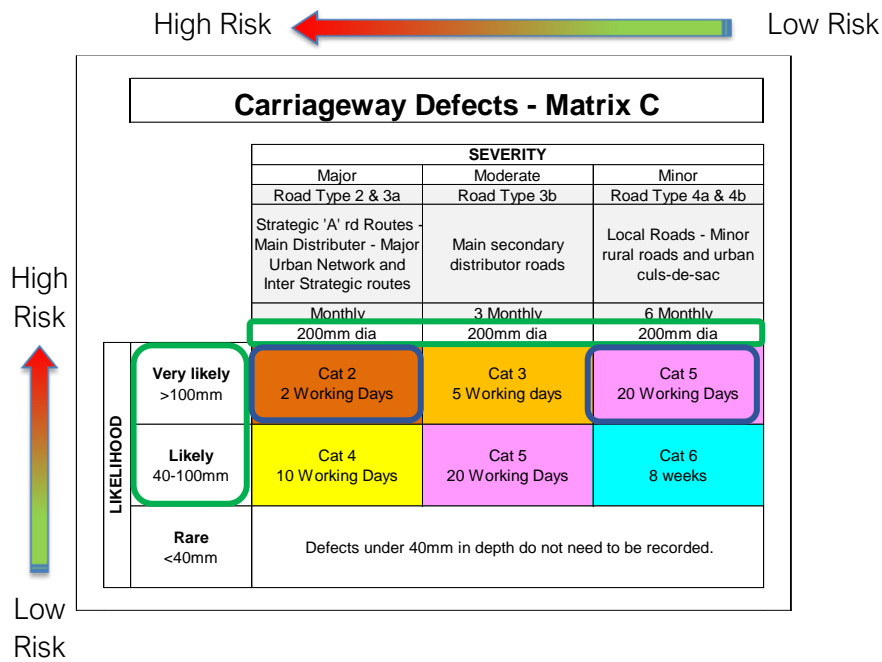 High Risk
Low Risk
Carriageway Defects - Matrix C
SEVERITY
Major
Moderate
Minor
Road Type 2 & 3a
Road Type 3b
Road Type 4a & 4b
Strategic 'A' rd Routes -
Main Distributer - Major
Urban Network and
Inter Strategic routes
Main secondary
distributor roads
Local Roads - Minor
rural roads and urban
culs-de-sac
Monthly
3 Monthly
6 Monthly
200mm dia
200mm dia
200mm dia
High
Risk
LIKELIHOOD
Very likely
>100mm
Cat 2
2 Working Days
Cat 3
5 Working days
Cat 5
20 Working Days
Likely
40-100mm
Cat 4
10 Working Days
Cat 5
20 Working Days
Cat 6
8 weeks
Rare
<40mm
Defects under 40mm in depth do not need to be recorded.
Low
Risk